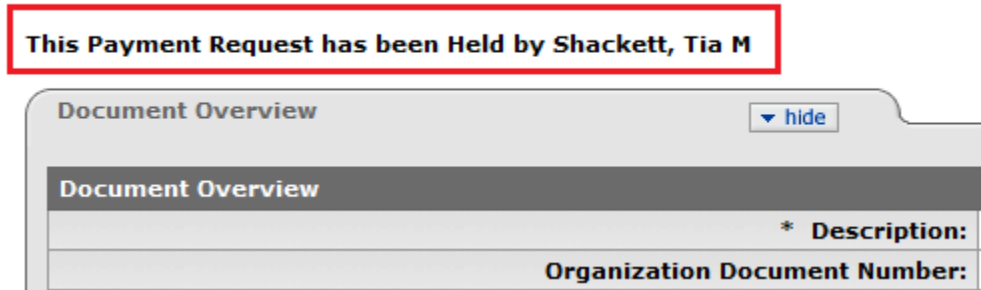 This Payment Request has been Held by Shackett, Tia M
Document Overview
hide
Document Overview
* Description:
Organization Document Number: